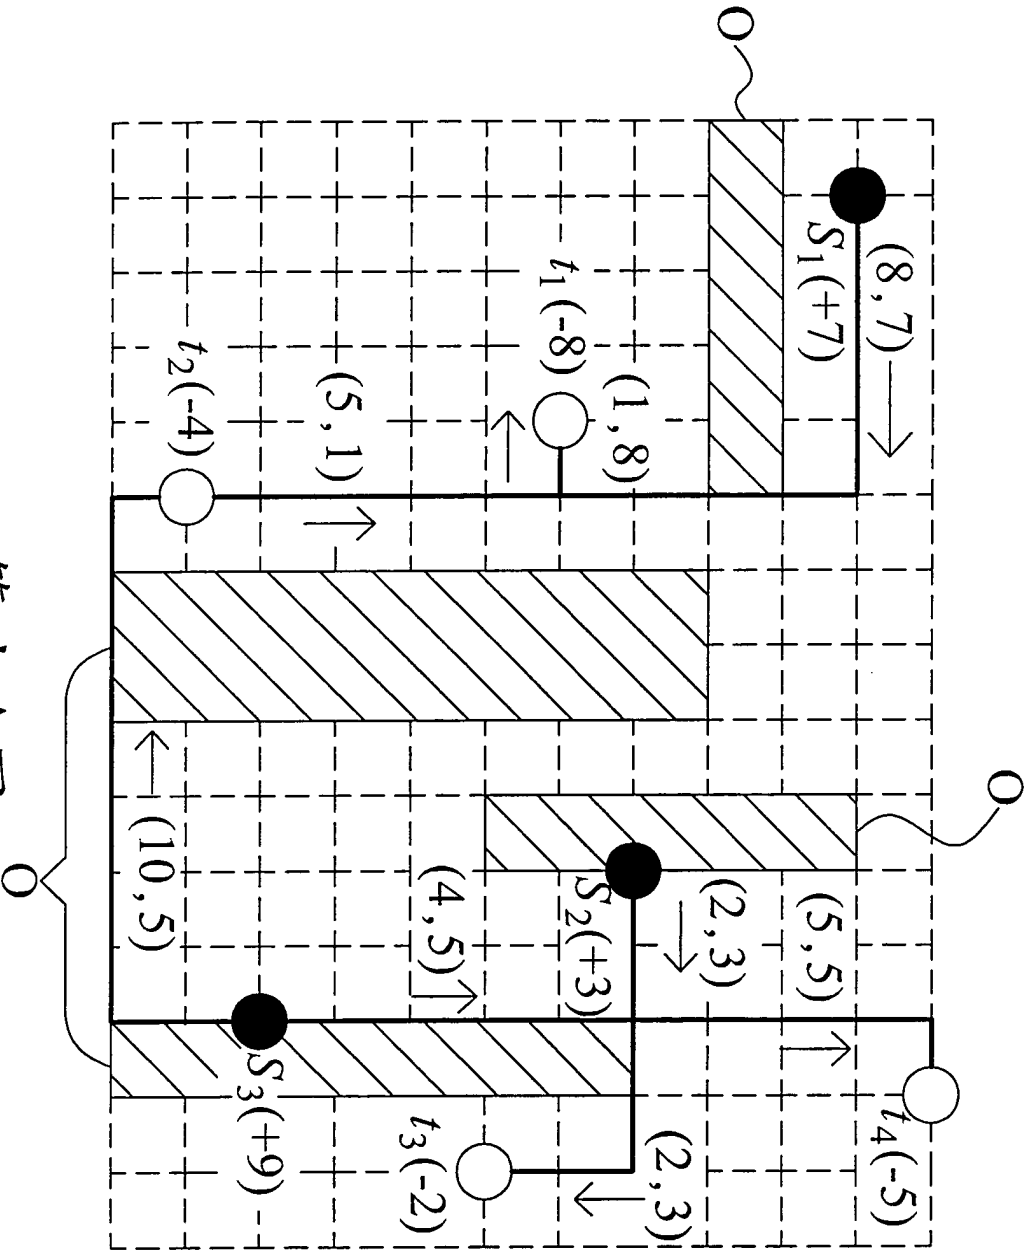 O
(8,7)
t4(-5)
S1(+7)
(5,5)
O
(2,3)
(2,3)
(1,8)
S2(+3)
t1(-8)
(4,5)
t3(-2)
(5,1)
S3(+9)
t2(-4)
(10,5)
O